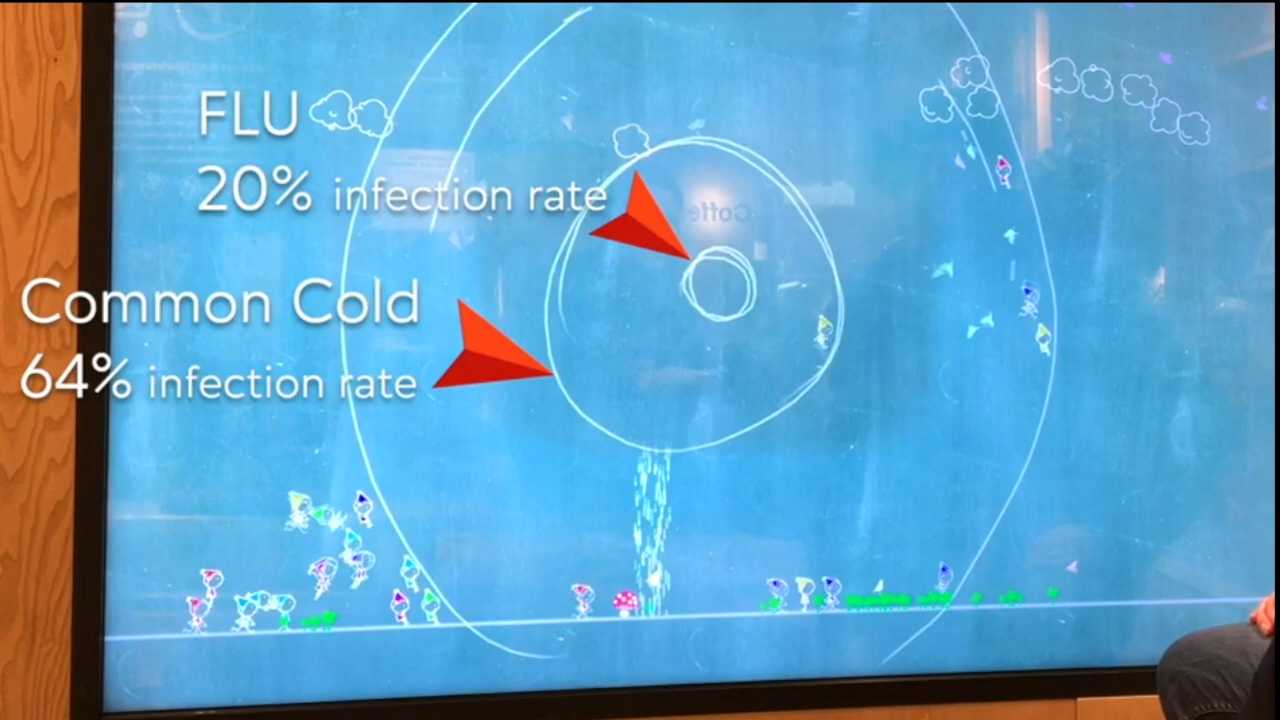 FLU
20% infection rate
Common Cold
64% infection rate